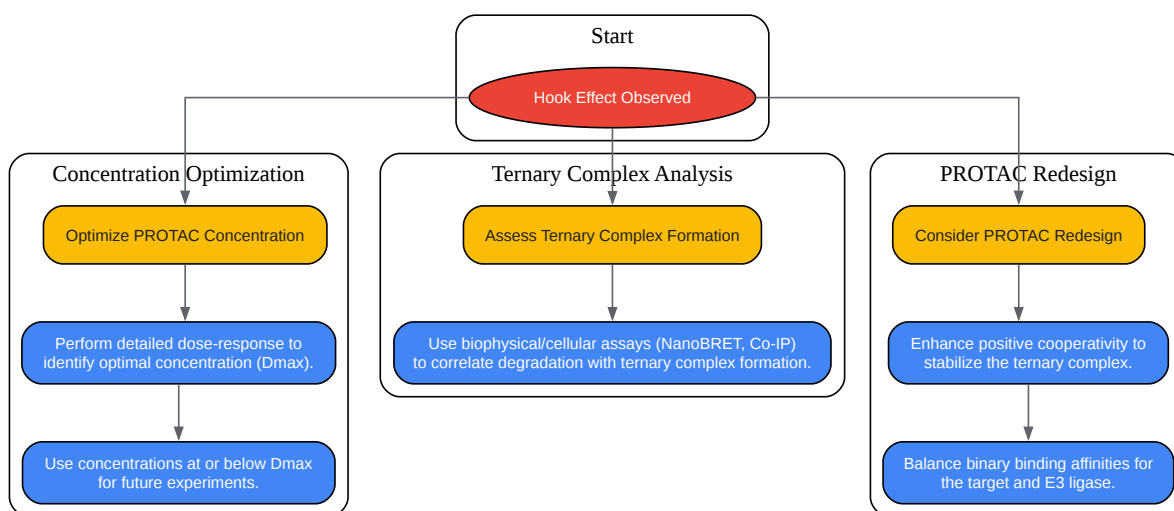 Start
Hook Effect Observed
Concentration Optimization
Optimize PROTAC Concentration
Perform detailed dose-response to
identify optimal concentration (Dmax).
Use concentrations at or below Dmax
for future experiments.
Ternary Complex Analysis
Assess Ternary Complex Formation
Use biophysical/cellular assays (NanoBRET, Co-IP)
to correlate degradation with ternary complex formation.
PROTAC Redesign
Consider PROTAC Redesign
Enhance positive cooperativity to
stabilize the ternary complex.
Balance binary binding affinities for
the target and E3 ligase.